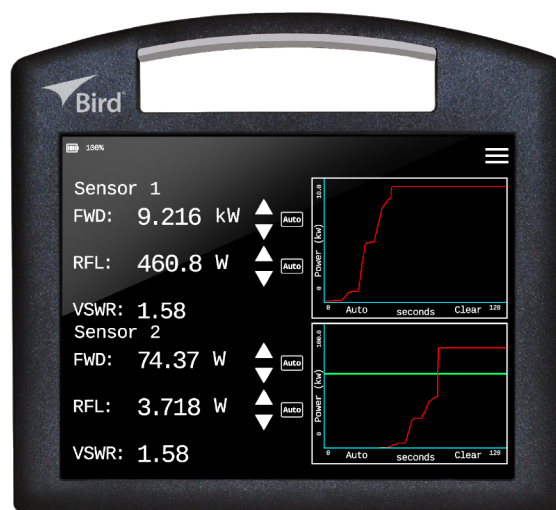 Bird
100%
Sensor 1
FWD: 9.216 kW Auto
RFL: 460.8 W Auto
VSWR: 1.58
10.0
Power (kw)
0
0 Auto seconds Clear 120
Sensor 2
FWD: 74.37 W Auto
RFL: 3.718 W Auto
VSWR: 1.58
100.0
Power (kw)
0
0 Auto seconds Clear 120